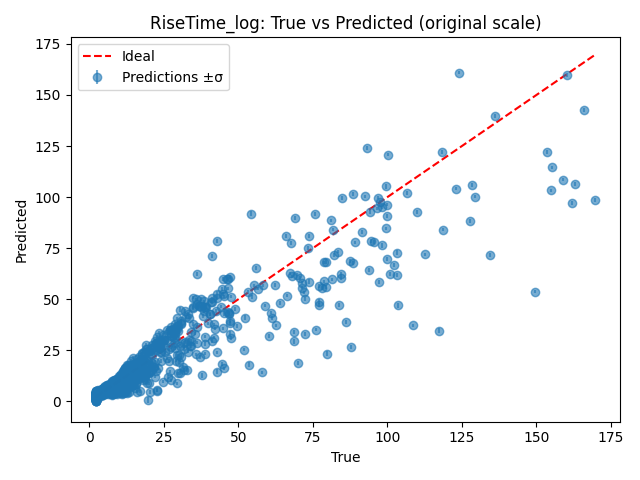 RiseTime_log: True vs Predicted (original scale)
Ideal
Predictions ±σ
Predicted
175
150
125
100
75
50
25
0
0 25 50 75 100 125 150 175
True